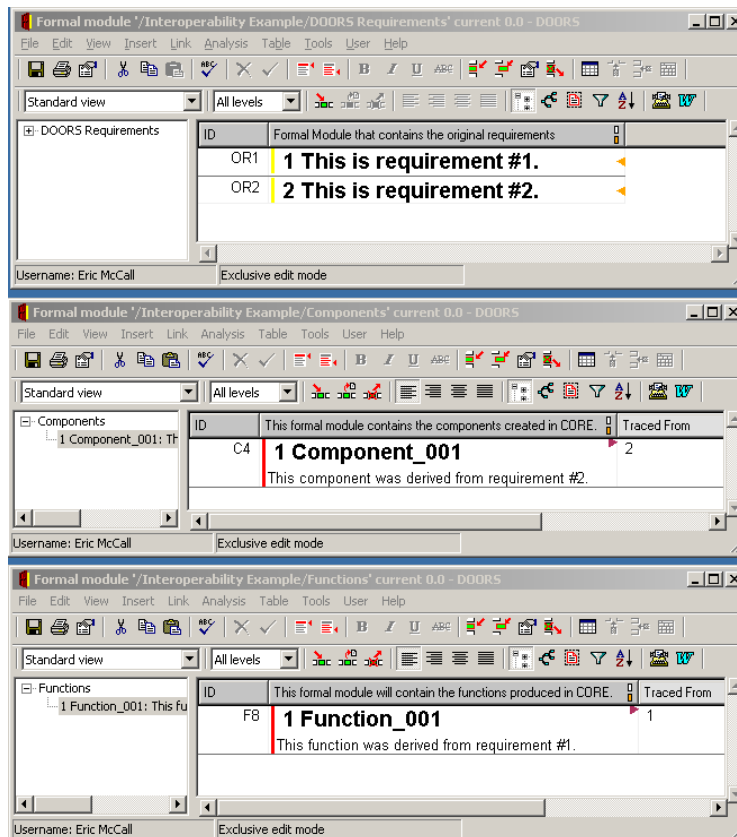 Formal module '/Interoperability Example/DOORS Requirements' current 0.0 - DOORS
File Edit View Insert Link Analysis Table Tools User Help
B I U ABC
Standard view All levels
DOORS Requirements
ID Formal Module that contains the original requirements
OR1 1 This is requirement #1.
OR2 2 This is requirement #2.
Username: Eric McCall Exclusive edit mode
Formal module '/Interoperability Example/Components' current 0.0 - DOORS
File Edit View Insert Link Analysis Table Tools User Help
B I U ABC
Standard view All levels
Components
1 Component_001: Th
ID This formal module contains the components created in CORE. Traced From
C4 1 Component_001 2
This component was derived from requirement #2.
Username: Eric McCall Exclusive edit mode
Formal module '/Interoperability Example/Functions' current 0.0 - DOORS
File Edit View Insert Link Analysis Table Tools User Help
B I U ABC
Standard view All levels
Functions
1 Function_001: This fu
ID This formal module will contain the functions produced in CORE. Traced From
F8 1 Function_001 1
This function was derived from requirement #1.
Username: Eric McCall Exclusive edit mode